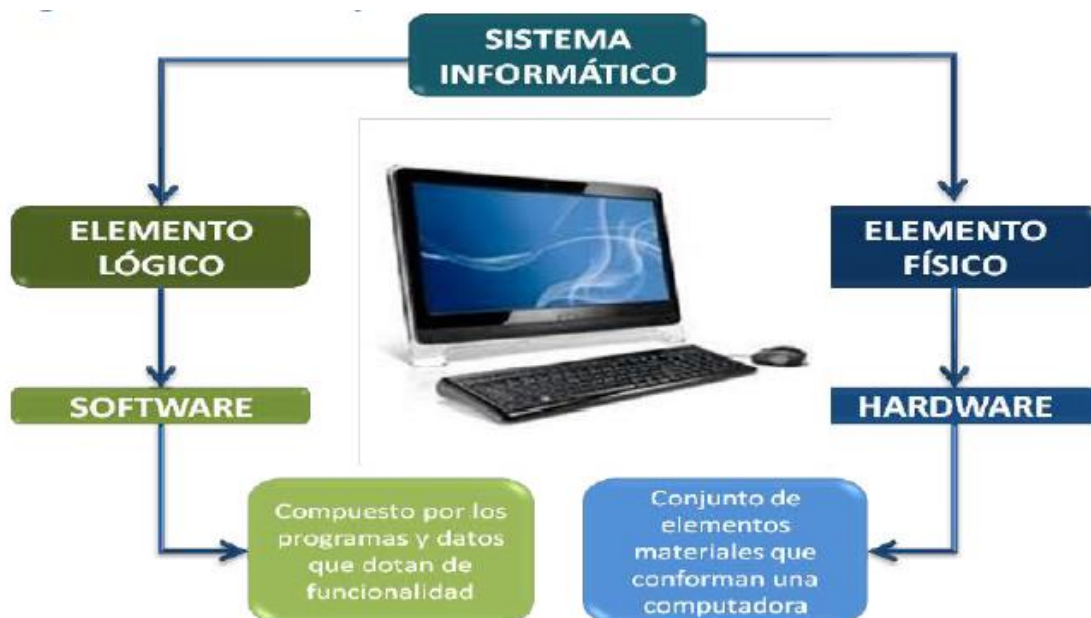 SISTEMA
INFORMÁTICO
ELEMENTO
LÓGICO
ELEMENTO
FÍSICO
SOFTWARE
HARDWARE
Compuesto por los
programas y datos
que dotan de
funcionalidad
Conjunto de
elementos
materiales que
conforman una
computadora